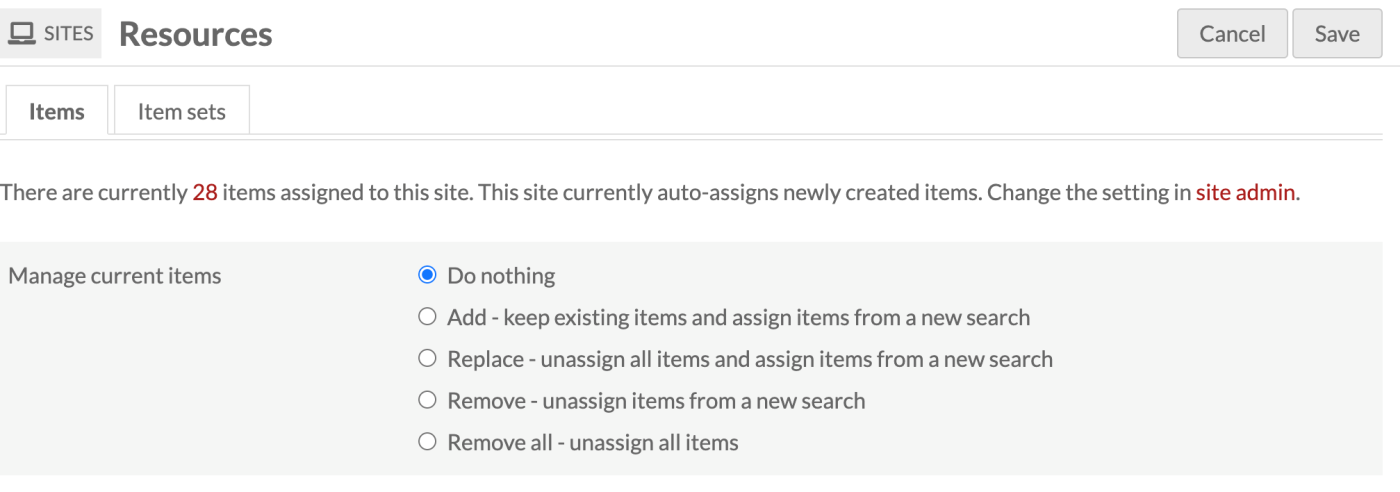 SITES Resources
Cancel
Save
Items
Item sets
There are currently 28 items assigned to this site. This site currently auto-assigns newly created items. Change the setting in site admin.
Manage current items
Do nothing
Add - keep existing items and assign items from a new search
Replace - unassign all items and assign items from a new search
Remove - unassign items from a new search
Remove all - unassign all items